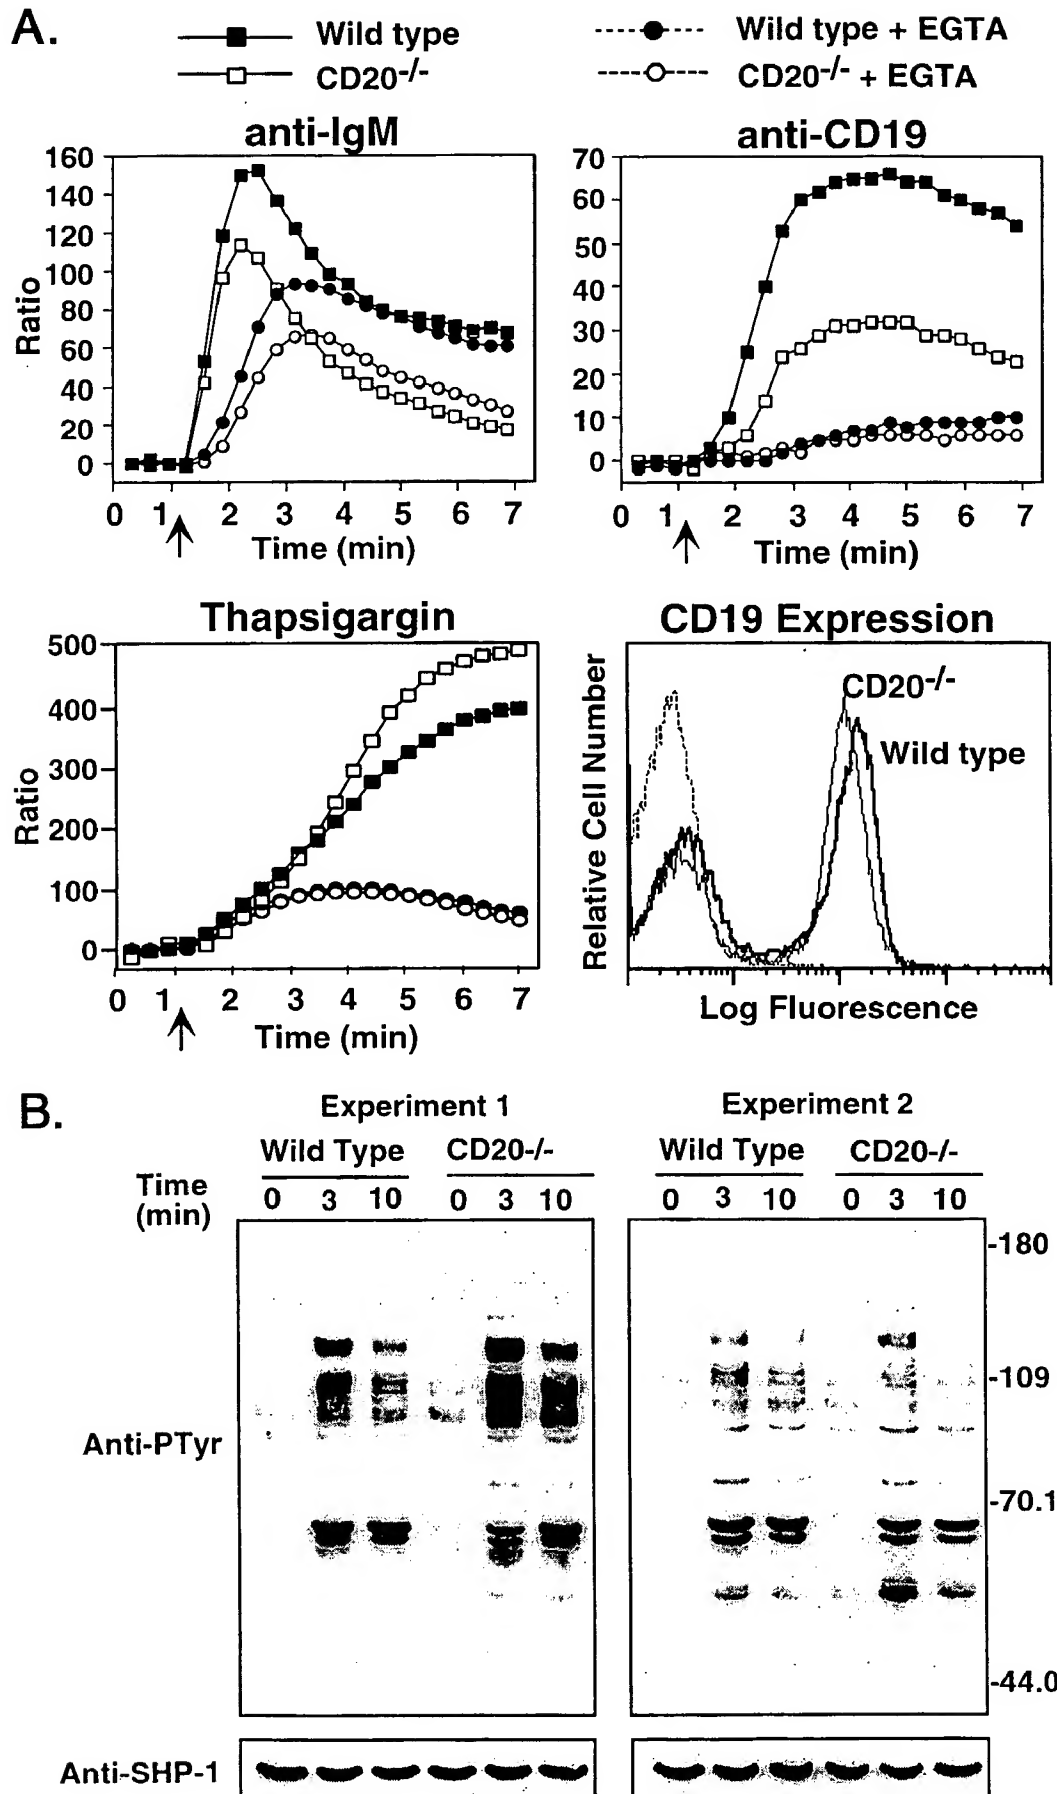 A.
Wild type
CD20-/-
Wild type + EGTA
CD20-/- + EGTA
anti-IgM
Ratio
160
140
120
100
80
60
40
20
0
0 1 2 3 4 5 6 7
Time (min)
anti-CD19
70
60
50
40
30
20
10
0
0 1 2 3 4 5 6 7
Time (min)
Thapsigargin
Ratio
500
400
300
200
100
0
0 1 2 3 4 5 6 7
Time (min)
CD19 Expression
Relative Cell Number
CD20-/-
Wild type
Log Fluorescence
B.
Experiment 1
Experiment 2
Wild Type CD20-/-
Wild Type CD20-/-
Time
(min)
0 3 10 0 3 10
0 3 10 0 3 10
-180
-109
Anti-PTyr
-70.1
-44.0
Anti-SHP-1